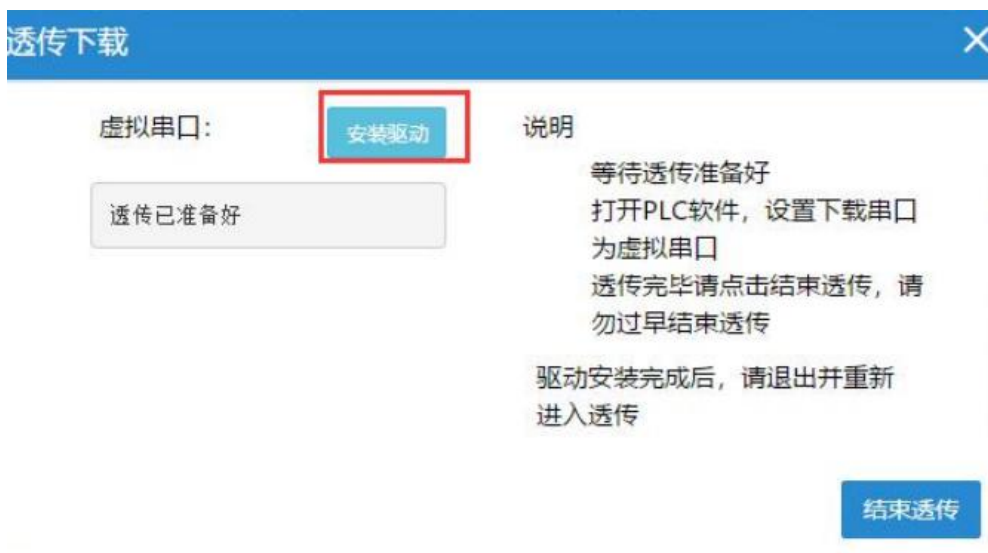 透传下载
虚拟串口：
安装驱动
透传已准备好
说明
等待透传准备好
打开PLC软件，设置下载串口
为虚拟串口
透传完毕请点击结束透传，请
勿过早结束透传
驱动安装完成后，请退出并重新
进入透传
结束透传